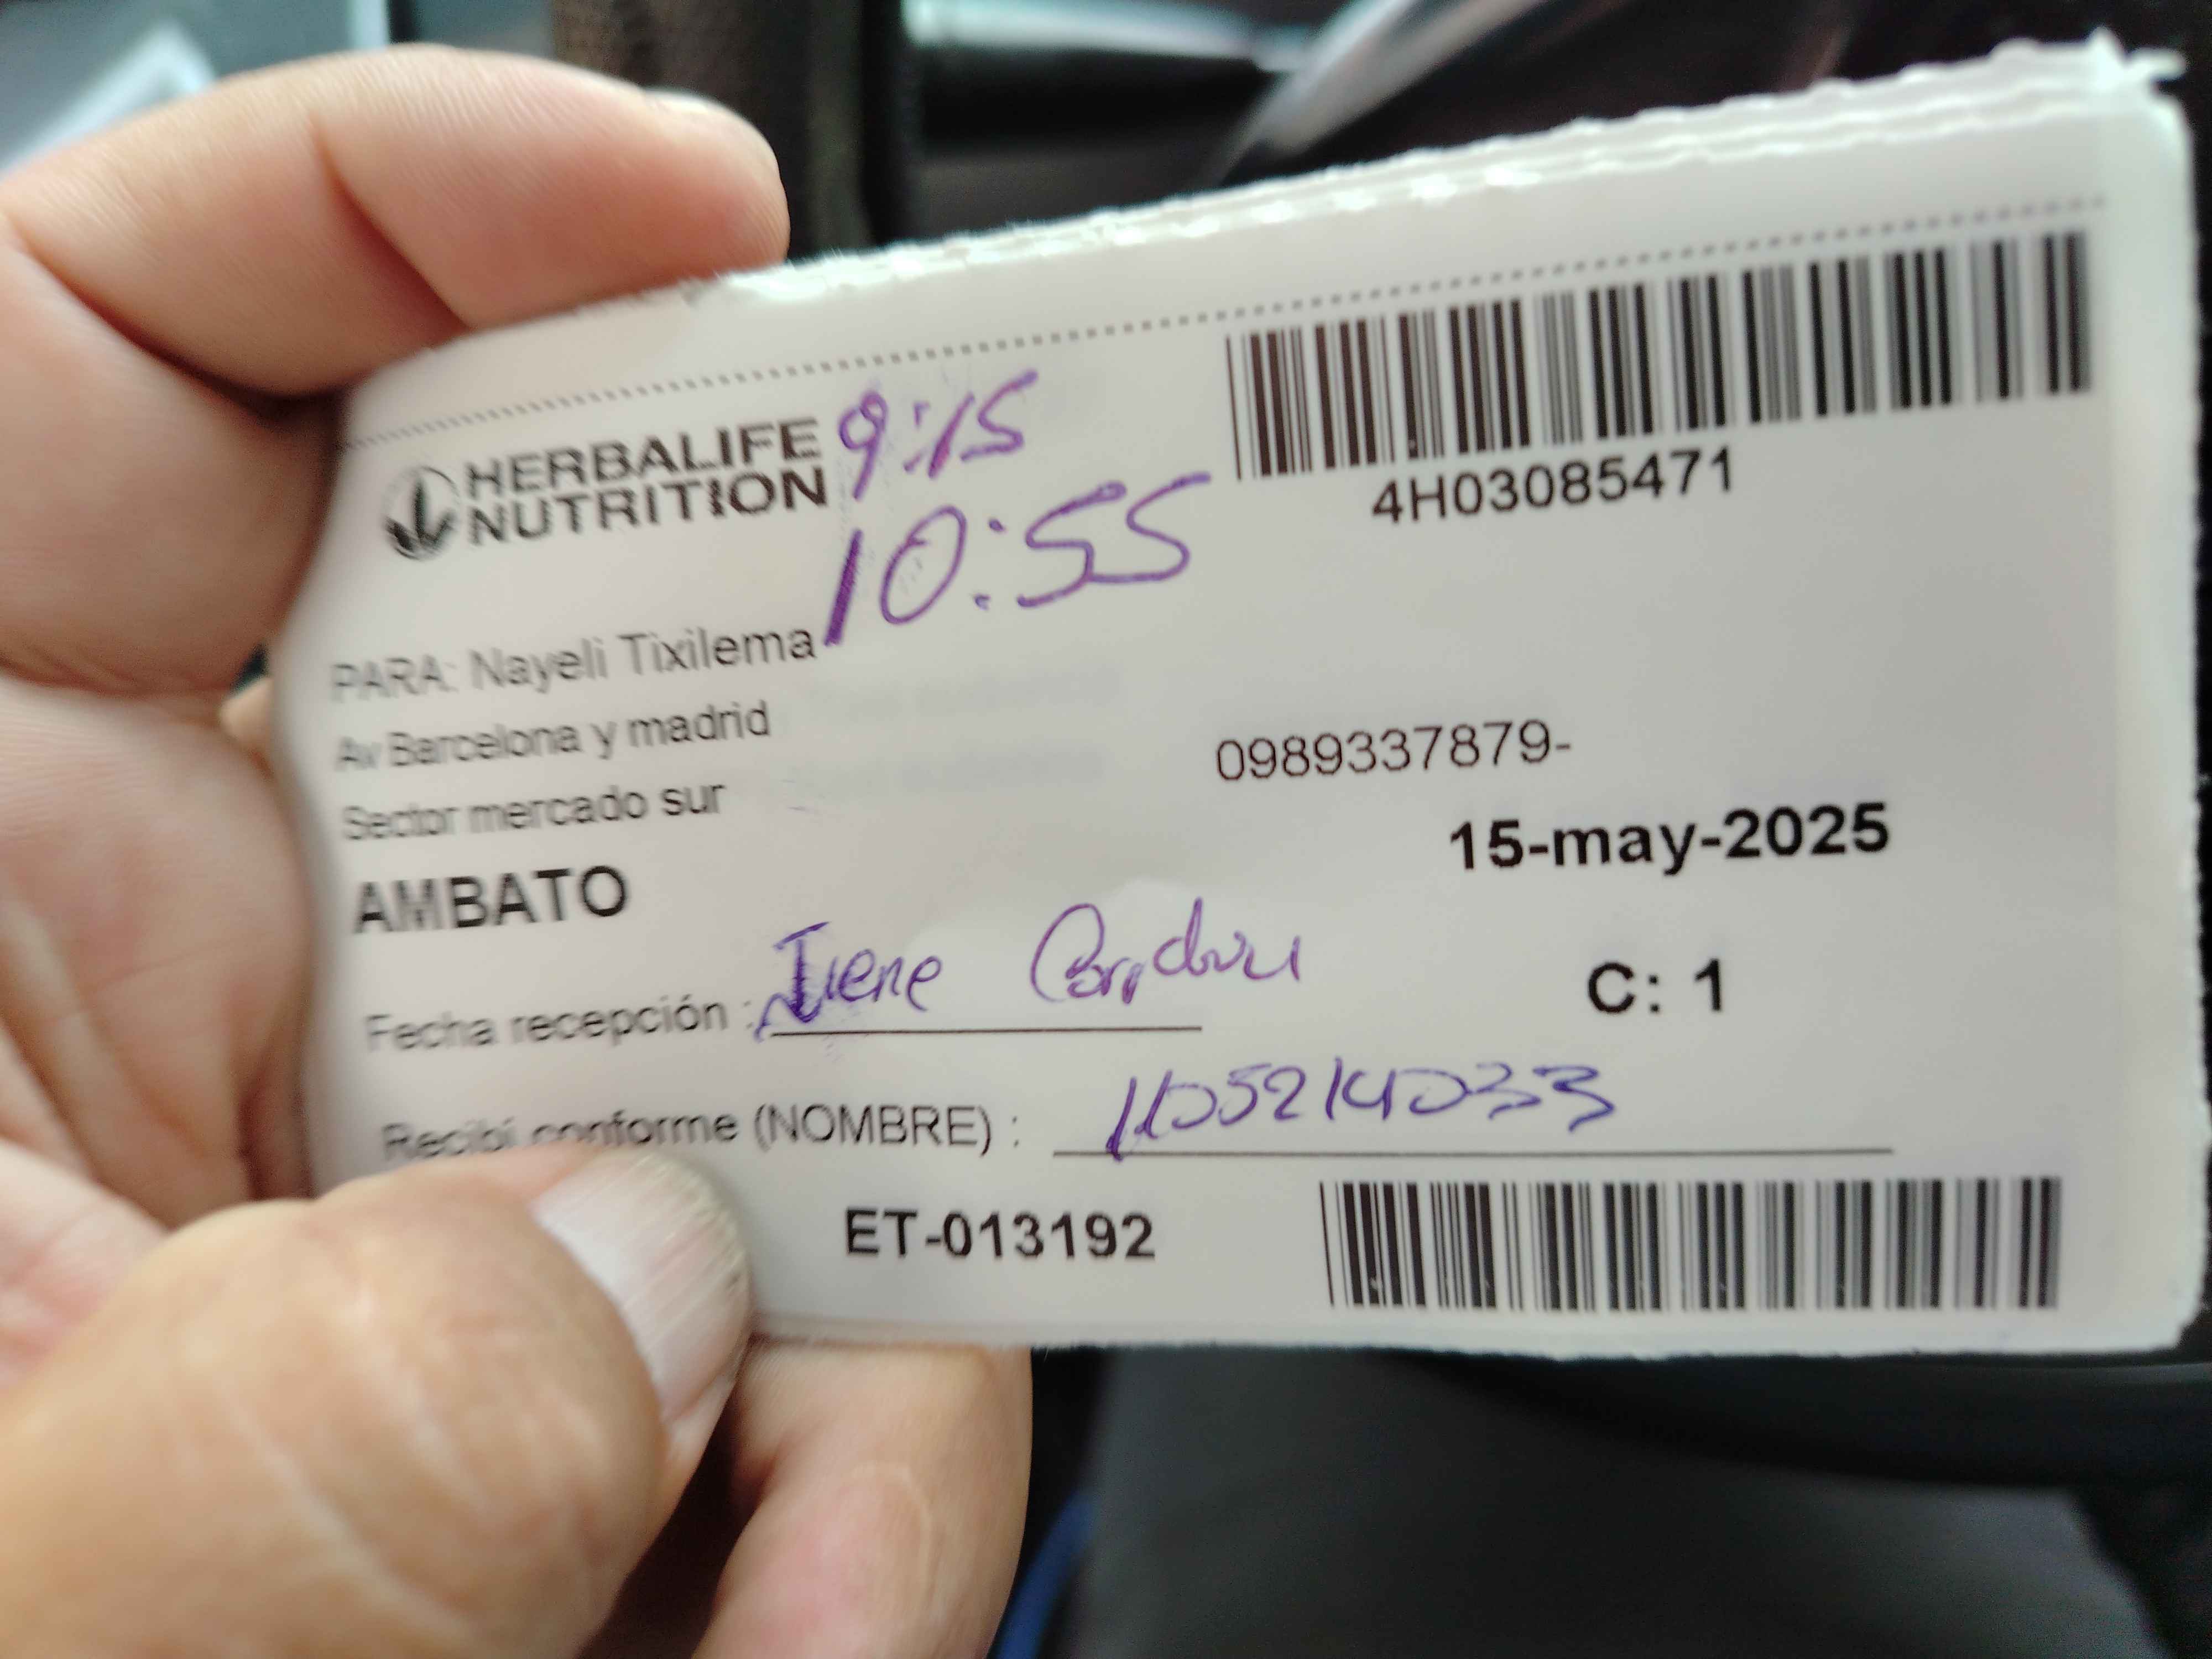 HERBALIFE
NUTRITION
9:15
10:55
4H03085471
PARA: Nayeli Tixilema
Av Barcelona y madrid
0989337879-
Sector mercado sur
15-may-2025
AMBATO
Fecha recepción : Irene
C: 1
Recibí conforme (NOMBRE) : 1105214033
ET-013192